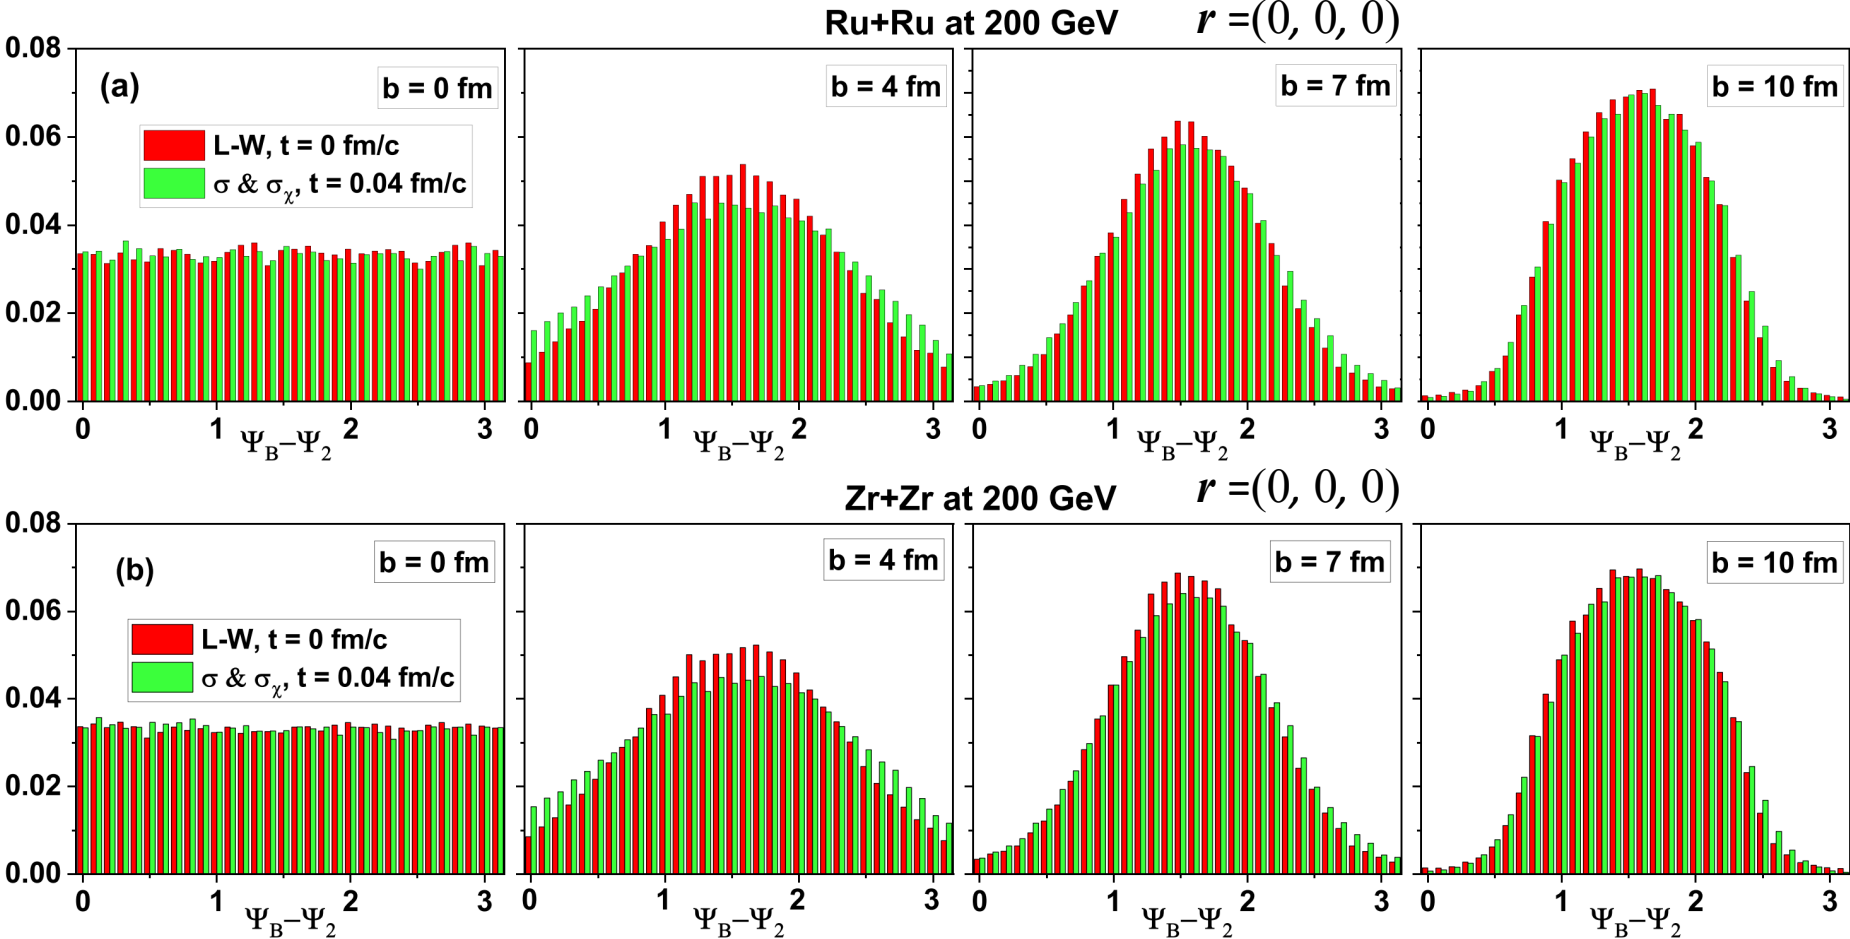 Ru+Ru at 200 GeV r =(0, 0, 0)
0.08
0.06
0.04
0.02
0.00
(a)
b = 0 fm
L-W, t = 0 fm/c
σ & σχ, t = 0.04 fm/c
b = 4 fm
b = 7 fm
b = 10 fm
0 1 2 3
0 1 2 3
0 1 2 3
0 1 2 3
ΨB−Ψ2
ΨB−Ψ2
ΨB−Ψ2
ΨB−Ψ2
Zr+Zr at 200 GeV r =(0, 0, 0)
0.08
0.06
0.04
0.02
0.00
(b)
b = 0 fm
L-W, t = 0 fm/c
σ & σχ, t = 0.04 fm/c
b = 4 fm
b = 7 fm
b = 10 fm
0 1 2 3
0 1 2 3
0 1 2 3
0 1 2 3
ΨB−Ψ2
ΨB−Ψ2
ΨB−Ψ2
ΨB−Ψ2